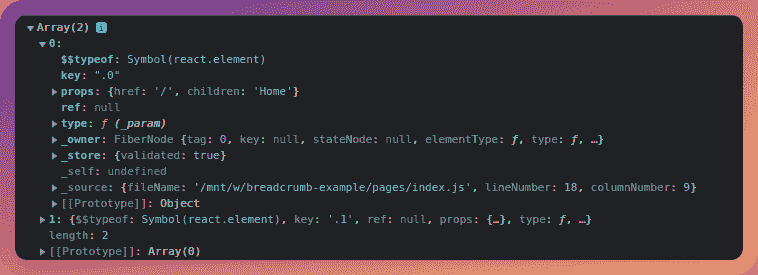 ▼Array(2) i
▼0:
$$typeof: Symbol(react.element)
key: ".0"
▶props: {href: '/', children: 'Home'}
ref: null
▶type: ƒ (_param)
▶_owner: FiberNode {tag: 0, key: null, stateNode: null, elementType: ƒ, type: ƒ, …}
▶_store: {validated: true}
_self: undefined
▶_source: {fileName: '/mnt/w/breadcrumb-example/pages/index.js', lineNumber: 18, columnNumber: 9}
▶[[Prototype]]: Object
▶1: {$$typeof: Symbol(react.element), key: '.1', ref: null, props: {…}, type: ƒ, …}
length: 2
▶[[Prototype]]: Array(0)